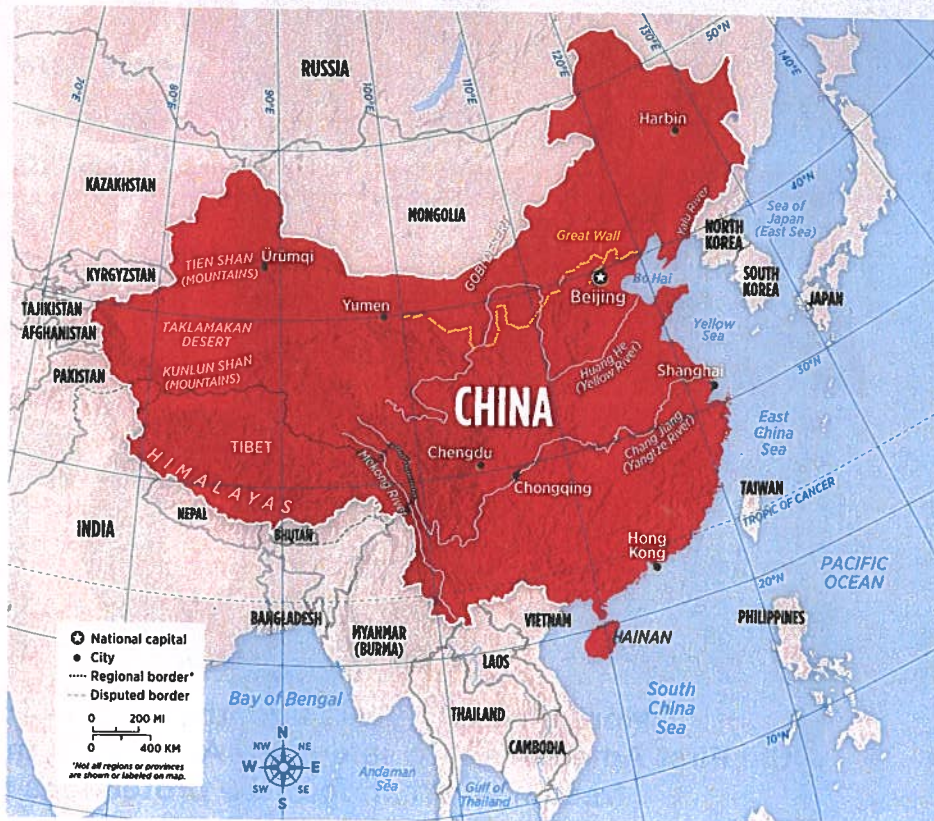 50°N
130°E
140°E
120°E
110°E
100°E
90°E
80°E
70°E
RUSSIA
Harbin
KAZAKHSTAN
MONGOLIA
40°N
Sea of
Japan
(East Sea)
Yalu River
NORTH
KOREA
Great Wall
GOBI DESERT
TIEN SHAN
(MOUNTAINS)
Ürümqi
KYRGYZSTAN
Bo Hai
SOUTH
KOREA
Beijing
JAPAN
Yumen
TAJIKISTAN
AFGHANISTAN
TAKLAMAKAN
DESERT
Yellow
Sea
KUNLUN SHAN
(MOUNTAINS)
PAKISTAN
Huang He
(Yellow River)
30°N
Shanghai
CHINA
TIBET
Chengdu
Chang Jiang
(Yangtze River)
East
China
Sea
HIMALAYAS
Mekong River
Chongqing
TAIWAN
TROPIC OF CANCER
NEPAL
INDIA
BHUTAN
Hong
Kong
PACIFIC
OCEAN
20°N
BANGLADESH
MYANMAR
(BURMA)
VIETNAM
HAINAN
PHILIPPINES
LAOS
National capital
City
Regional border*
Disputed border
0 200 MI
0 400 KM
*Not all regions or provinces
are shown or labeled on map.
Bay of Bengal
N
NW NE
W E
SW SE
S
South
China
Sea
THAILAND
10°N
CAMBODIA
Andaman
Sea
Gulf of
Thailand